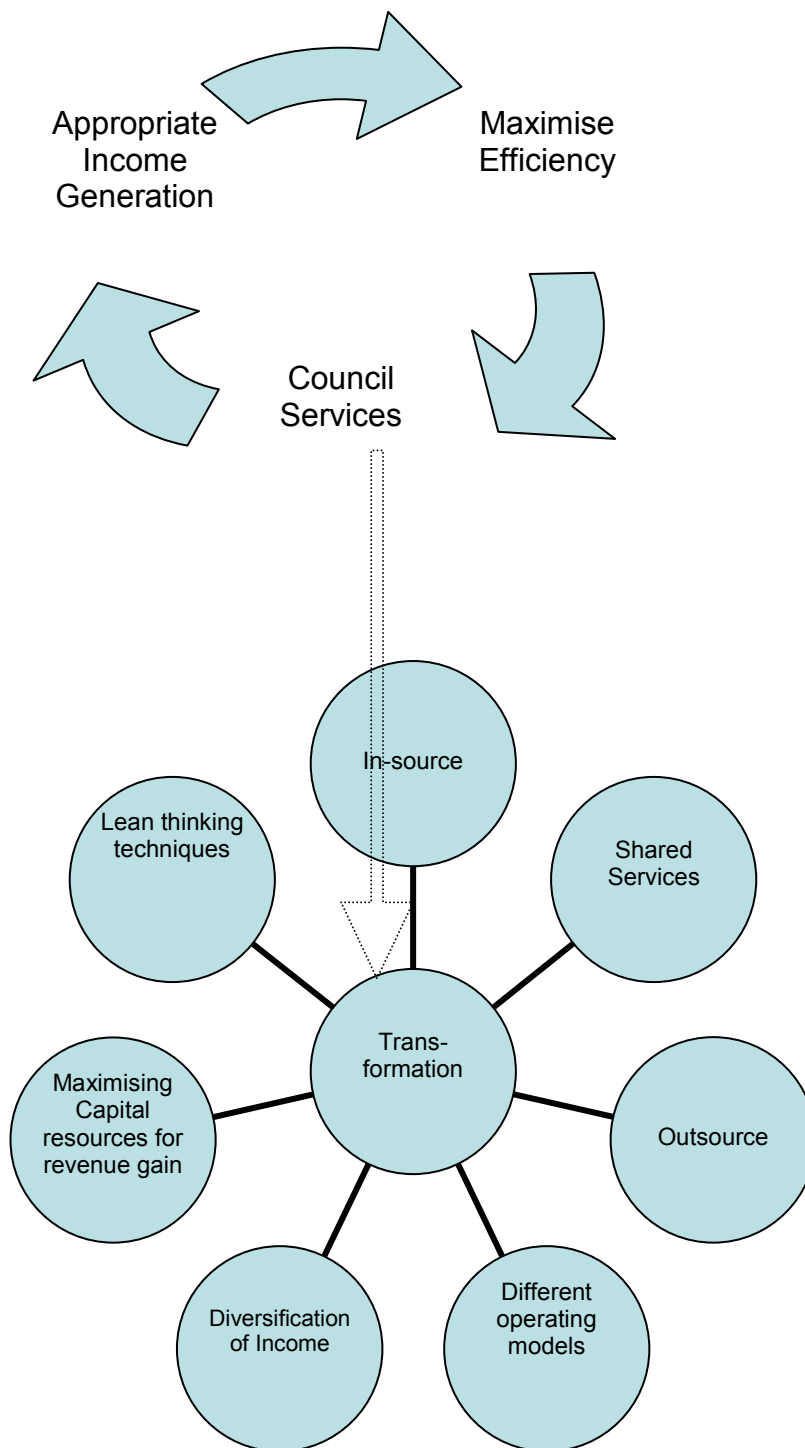 Appropriate
Income
Generation
Maximise
Efficiency
Council
Services
In-source
Lean thinking
techniques
Shared
Services
Trans-
formation
Maximising
Capital
resources for
revenue gain
Outsource
Diversification
of Income
Different
operating
models